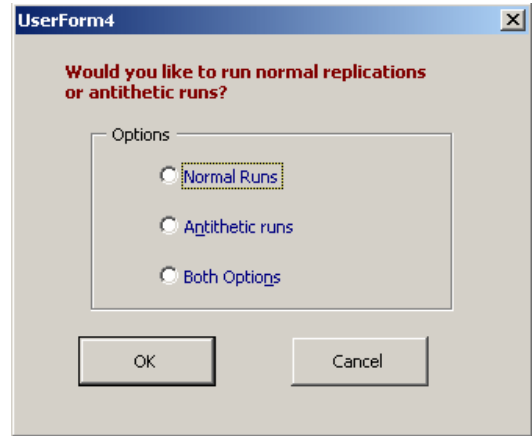 UserForm4
Would you like to run normal replications
or antithetic runs?
Options
Normal Runs
Antithetic runs
Both Options
OK
Cancel